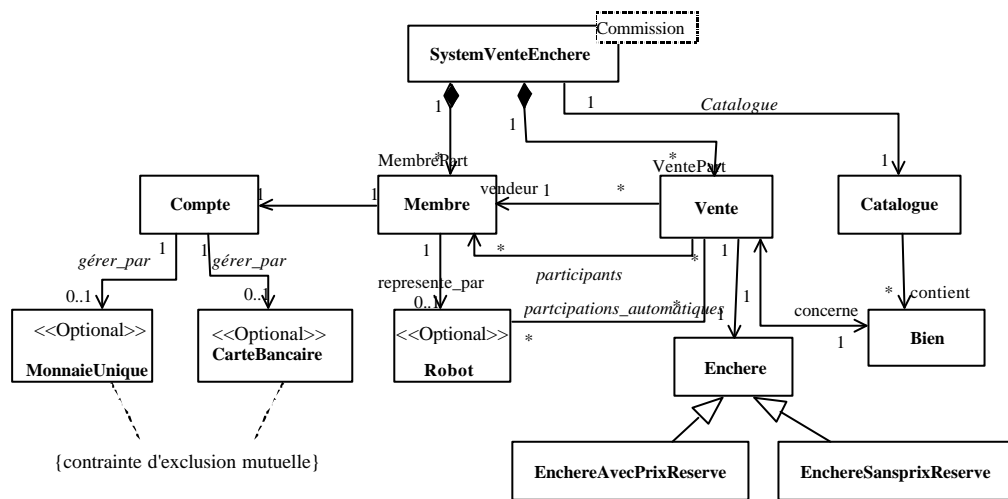 Commission
SystemVenteEnchere
1
1
1
Catalogue
*
*
1
MembrePart
VentePart
Compte
1
1
Membre
vendeur
1
*
Vente
Catalogue
1
1
1
*
*
1
gérer_par
gérer_par
participants
represente_par
1
*
contient
0..1
0..1
0..1
partcipations_automatiques
*
1
concerne
<<Optional>>
<<Optional>>
<<Optional>>
*
1
Bien
MonnaieUnique
CarteBancaire
Robot
Enchere
{contrainte d'exclusion mutuelle}
EnchereAvecPrixReserve
EnchereSansprixReserve